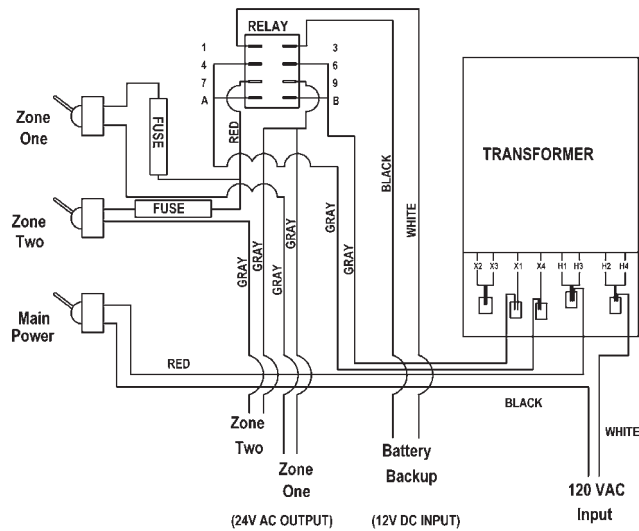 RELAY
1
3
4
6
7
9
A
B
Zone
One
FUSE
RED
TRANSFORMER
Zone
Two
FUSE
BLACK
WHITE
GRAY
GRAY
GRAY
GRAY
GRAY
GRAY
X2 X3 X1 X4 H1 H3 H2 H4
Main
Power
RED
BLACK
WHITE
Zone
Two
Zone
One
Battery
Backup
120 VAC
Input
(24V AC OUTPUT)
(12V DC INPUT)